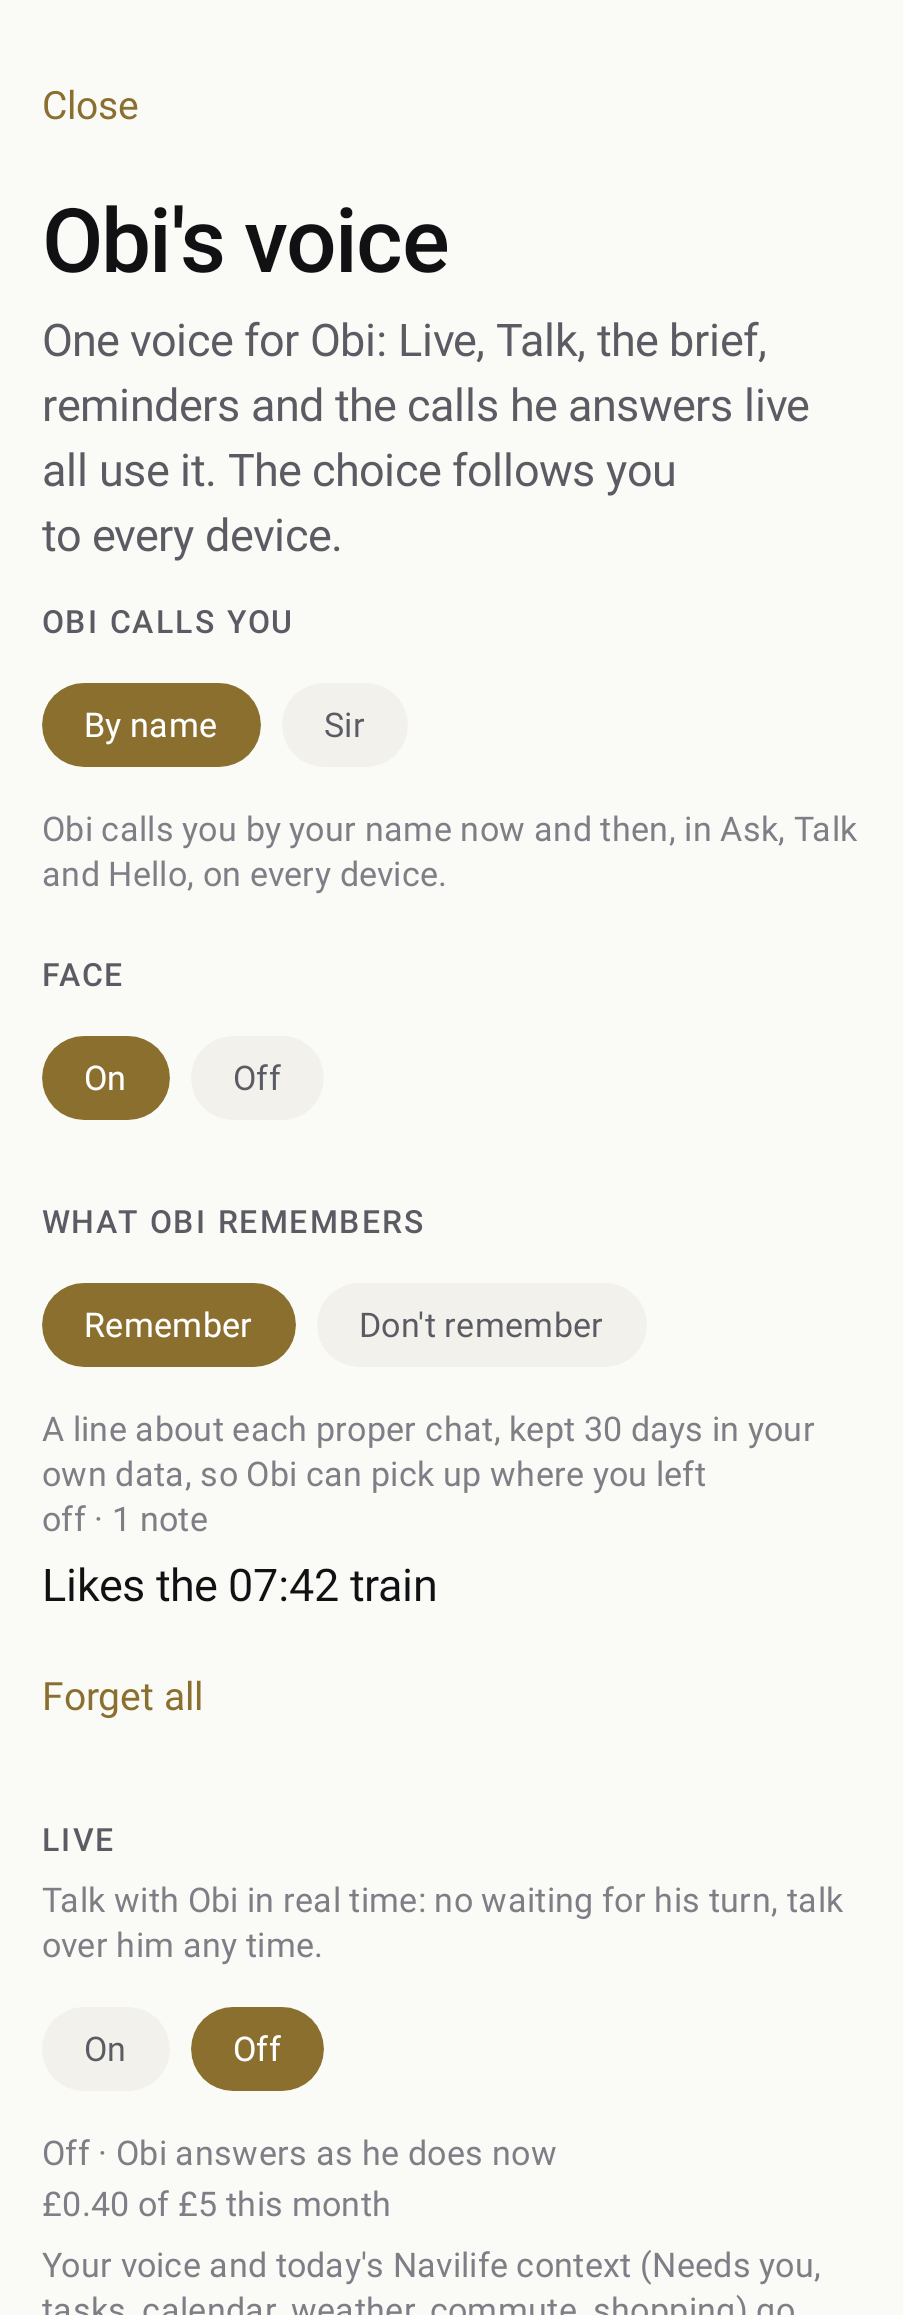 Close
Obi's voice
One voice for Obi: Live, Talk, the brief,
reminders and the calls he answers live
all use it. The choice follows you
to every device.
OBI CALLS YOU
By name
Sir
Obi calls you by your name now and then, in Ask, Talk
and Hello, on every device.
FACE
On
Off
WHAT OBI REMEMBERS
Remember
Don't remember
A line about each proper chat, kept 30 days in your
own data, so Obi can pick up where you left
off · 1 note
Likes the 07:42 train
Forget all
LIVE
Talk with Obi in real time: no waiting for his turn, talk
over him any time.
On
Off
Off · Obi answers as he does now
£0.40 of £5 this month
Your voice and today's Navilife context (Needs you,
tasks, calendar, weather, commute, shopping) go